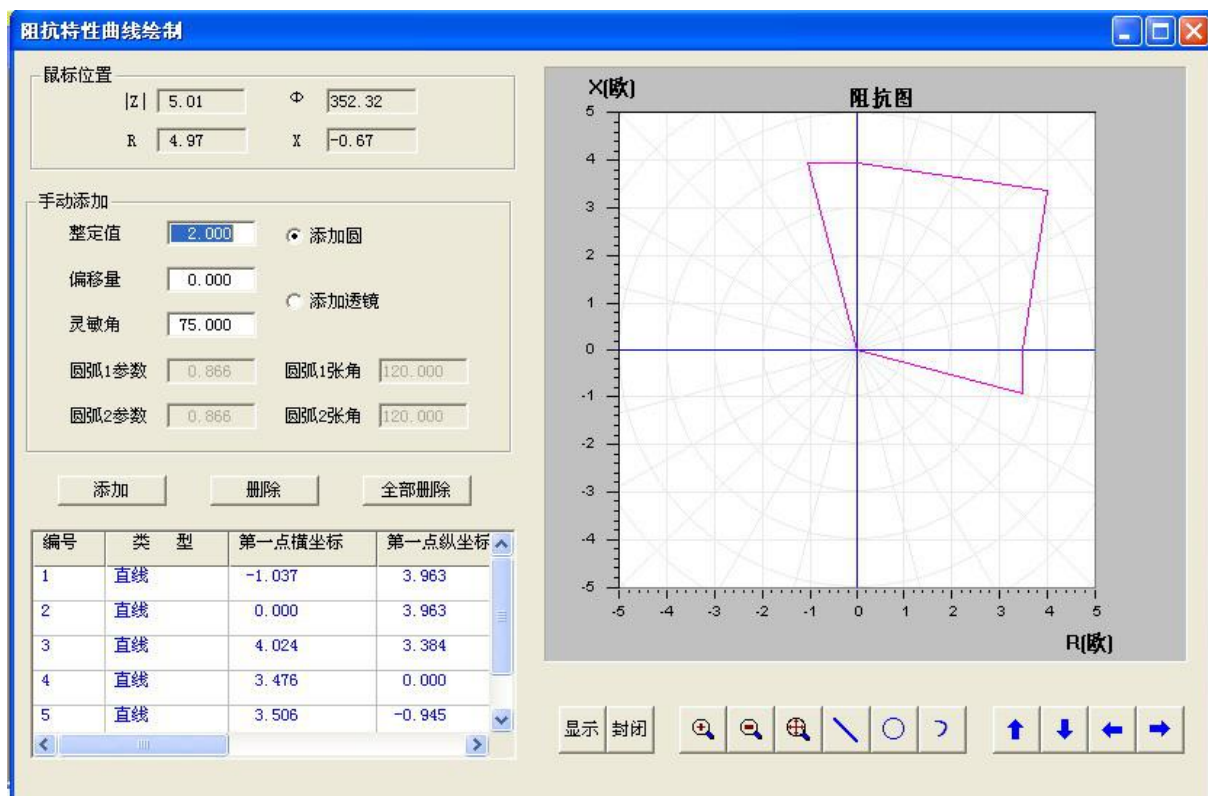 阻抗特性曲线绘制
鼠标位置
|Z| 5.01 Φ 352.32
R 4.97 X -0.67
手动添加
整定值 2.000 添加圆
偏移量 0.000
添加透镜
灵敏角 75.000
圆弧1参数 0.866 圆弧1张角 120.000
圆弧2参数 0.866 圆弧2张角 120.000
添加 删除 全部删除
编号 类 型 第一点横坐标 第一点纵坐标
1 直线 -1.037 3.963
2 直线 0.000 3.963
3 直线 4.024 3.384
4 直线 3.476 0.000
5 直线 3.506 -0.945
X(欧) 阻抗图
5
4
3
2
1
0
-1
-2
-3
-4
-5
-5 -4 -3 -2 -1 0 1 2 3 4 5
R(欧)
显示 封闭